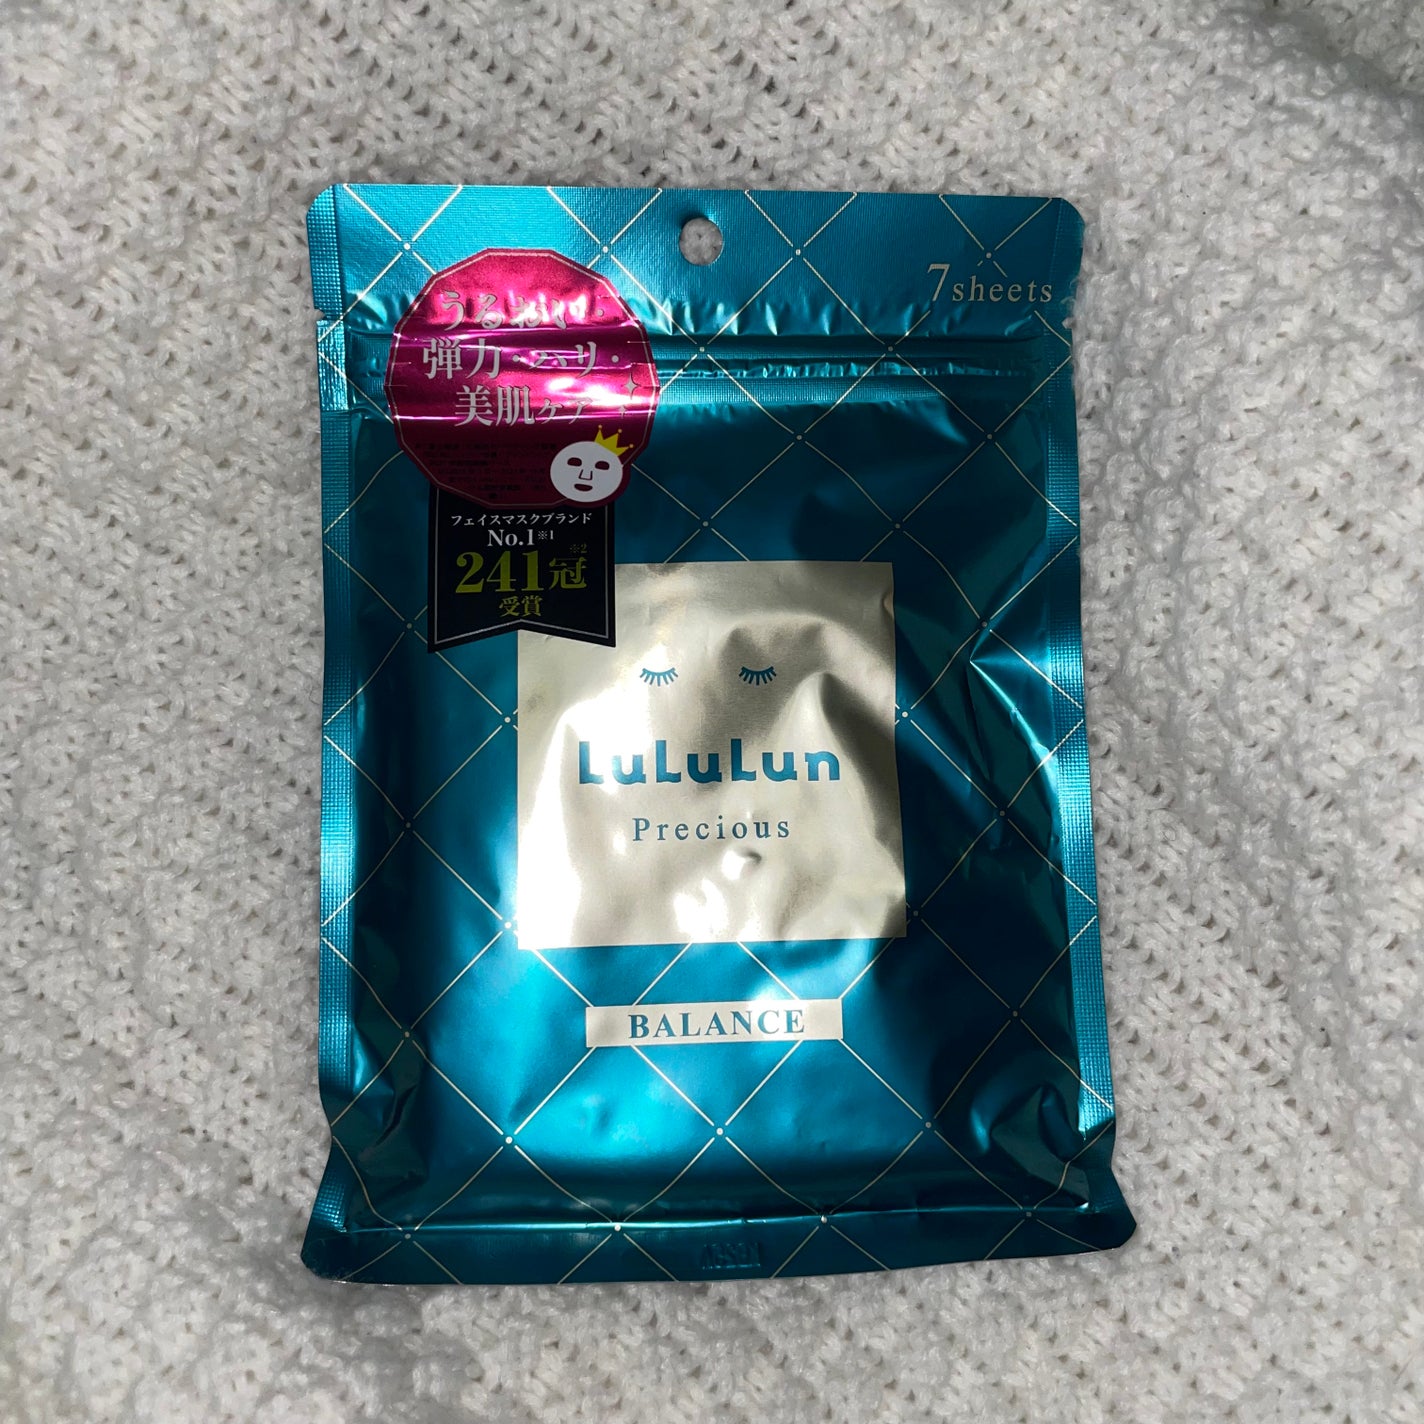 7sheets
うるおい・
弾力・ハリ・
美肌ケア
フェイスマスクブランド
No.1※1
241冠※2
受賞
LuLuLun
Precious
BALANCE